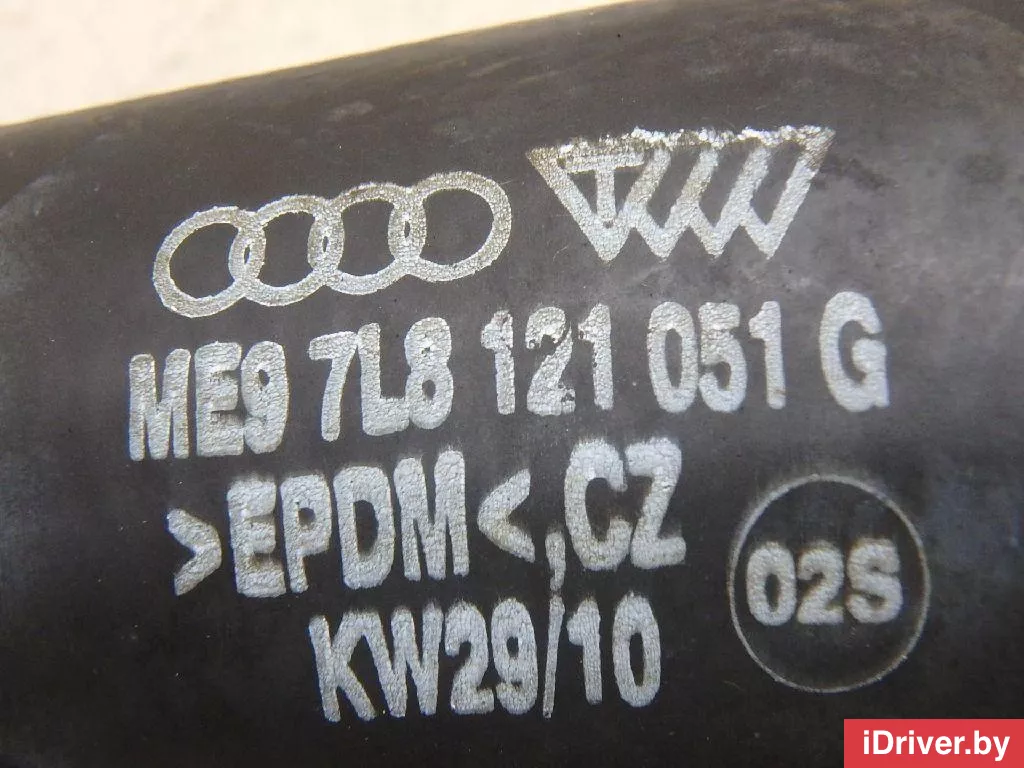 ME9 7L8 121 051 G
>EPDM<,CZ
02S
KW29/10
iDriver.by